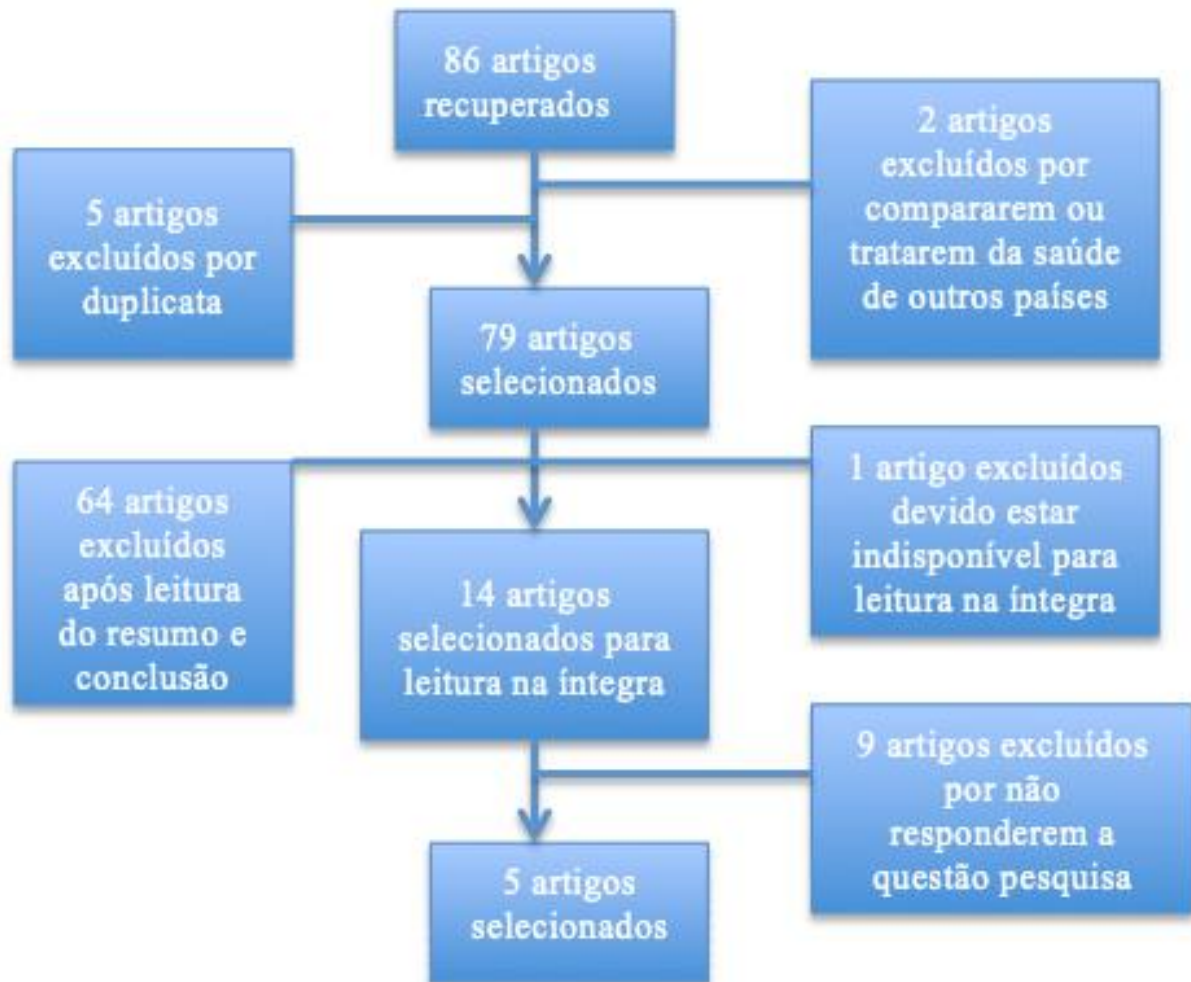 86 artigos
recuperados
5 artigos
excluídos por
duplicata
2 artigos
excluídos por
compararem ou
tratarem da saúde
de outros países
79 artigos
selecionados
64 artigos
excluídos
após leitura
do resumo e
conclusão
1 artigo excluídos
devido estar
indisponível para
leitura na íntegra
14 artigos
selecionados para
leitura na íntegra
9 artigos excluídos
por não
responderem a
questão pesquisa
5 artigos
selecionados